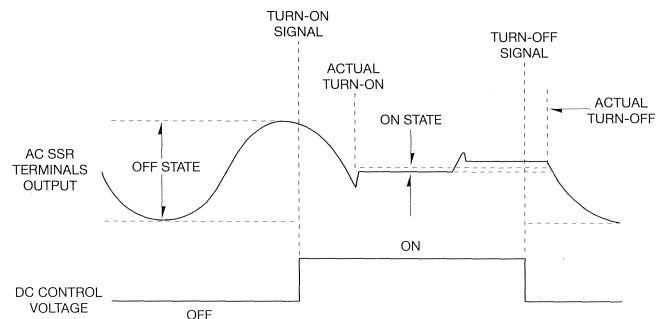 TURN-ON
SIGNAL
TURN-OFF
SIGNAL
ACTUAL
TURN-ON
ON STATE
ACTUAL
TURN-OFF
AC SSR
TERMINALS
OUTPUT
OFF STATE
ON
DC CONTROL
VOLTAGE
OFF